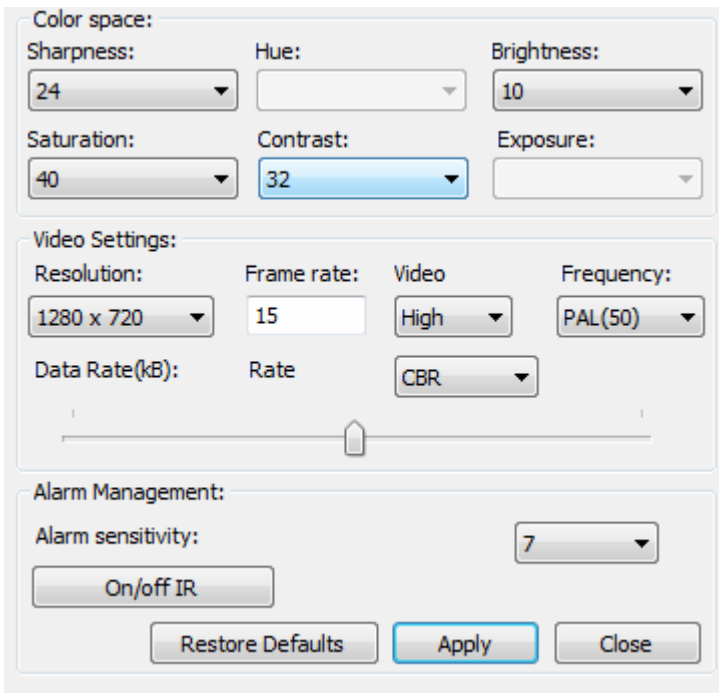 Color space:
Sharpness: Hue: Brightness:
24 10
Saturation: Contrast: Exposure:
40 32
Video Settings:
Resolution: Frame rate: Video Frequency:
1280 x 720 15 High PAL(50)
Data Rate(kB): Rate CBR
Alarm Management:
Alarm sensitivity: 7
On/off IR
Restore Defaults Apply Close